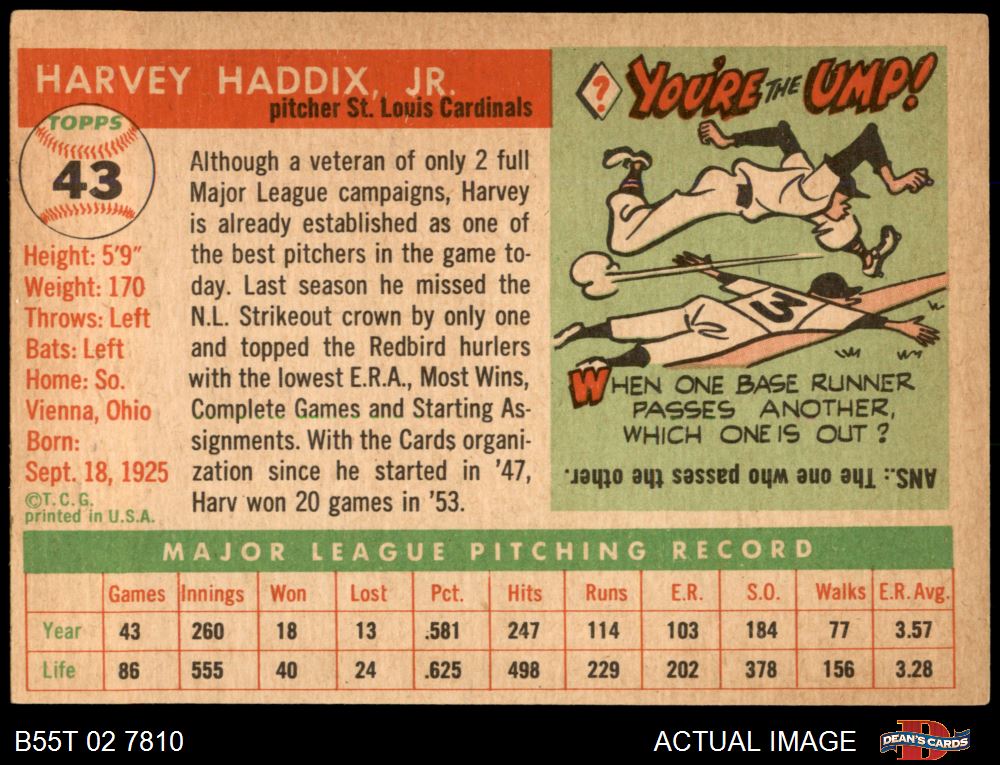 HARVEY HADDIX, JR.
pitcher St. Louis Cardinals
TOPPS
43
Height: 5'9"
Weight: 170
Throws: Left
Bats: Left
Home: So.
Vienna, Ohio
Born:
Sept. 18, 1925
©T.C.G.
printed in U.S.A.
Although a veteran of only 2 full
Major League campaigns, Harvey
is already established as one of
the best pitchers in the game to-
day. Last season he missed the
N.L. Strikeout crown by only one
and topped the Redbird hurlers
with the lowest E.R.A., Most Wins,
Complete Games and Starting As-
signments. With the Cards organi-
zation since he started in '47,
Harv won 20 games in '53.
? YOU'RE THE UMP!
3
WHEN ONE BASE RUNNER
PASSES ANOTHER,
WHICH ONE IS OUT?
ANS.: The one who passes the other.
MAJOR LEAGUE PITCHING RECORD
Games Innings Won Lost Pct. Hits Runs E.R. S.O. Walks E.R. Avg.
Year 43 260 18 13 .581 247 114 103 184 77 3.57
Life 86 555 40 24 .625 498 229 202 378 156 3.28
B55T 02 7810
ACTUAL IMAGE
D
DEAN'S CARDS